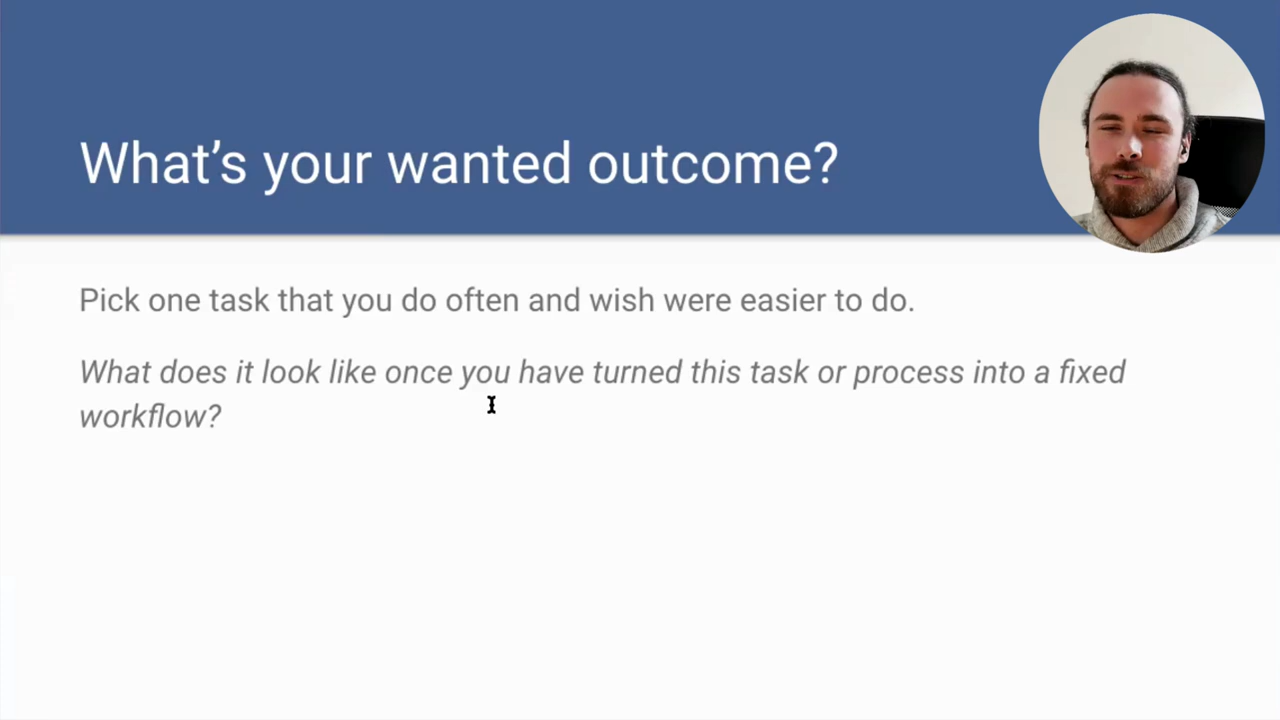 What’s your wanted outcome?
Pick one task that you do often and wish were easier to do.
What does it look like once you have turned this task or process into a fixed
workflow?